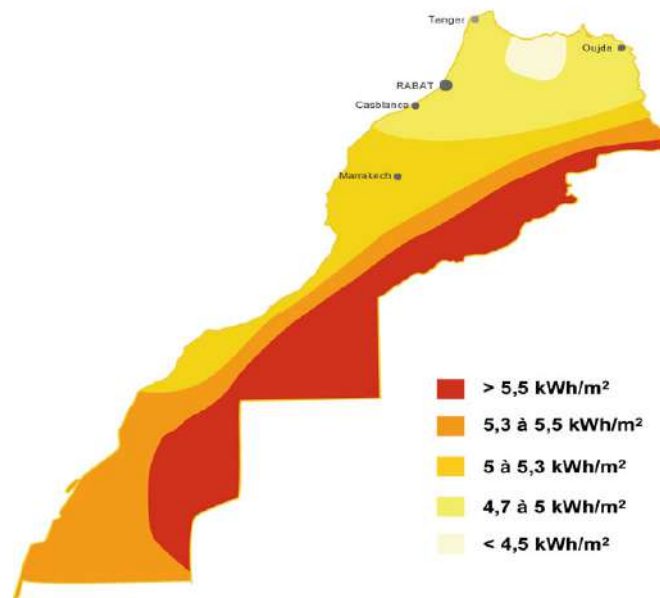 Tanger
Oujda
RABAT
Casblanca
Marrakech
> 5,5 kWh/m²
5,3 à 5,5 kWh/m²
5 à 5,3 kWh/m²
4,7 à 5 kWh/m²
< 4,5 kWh/m²